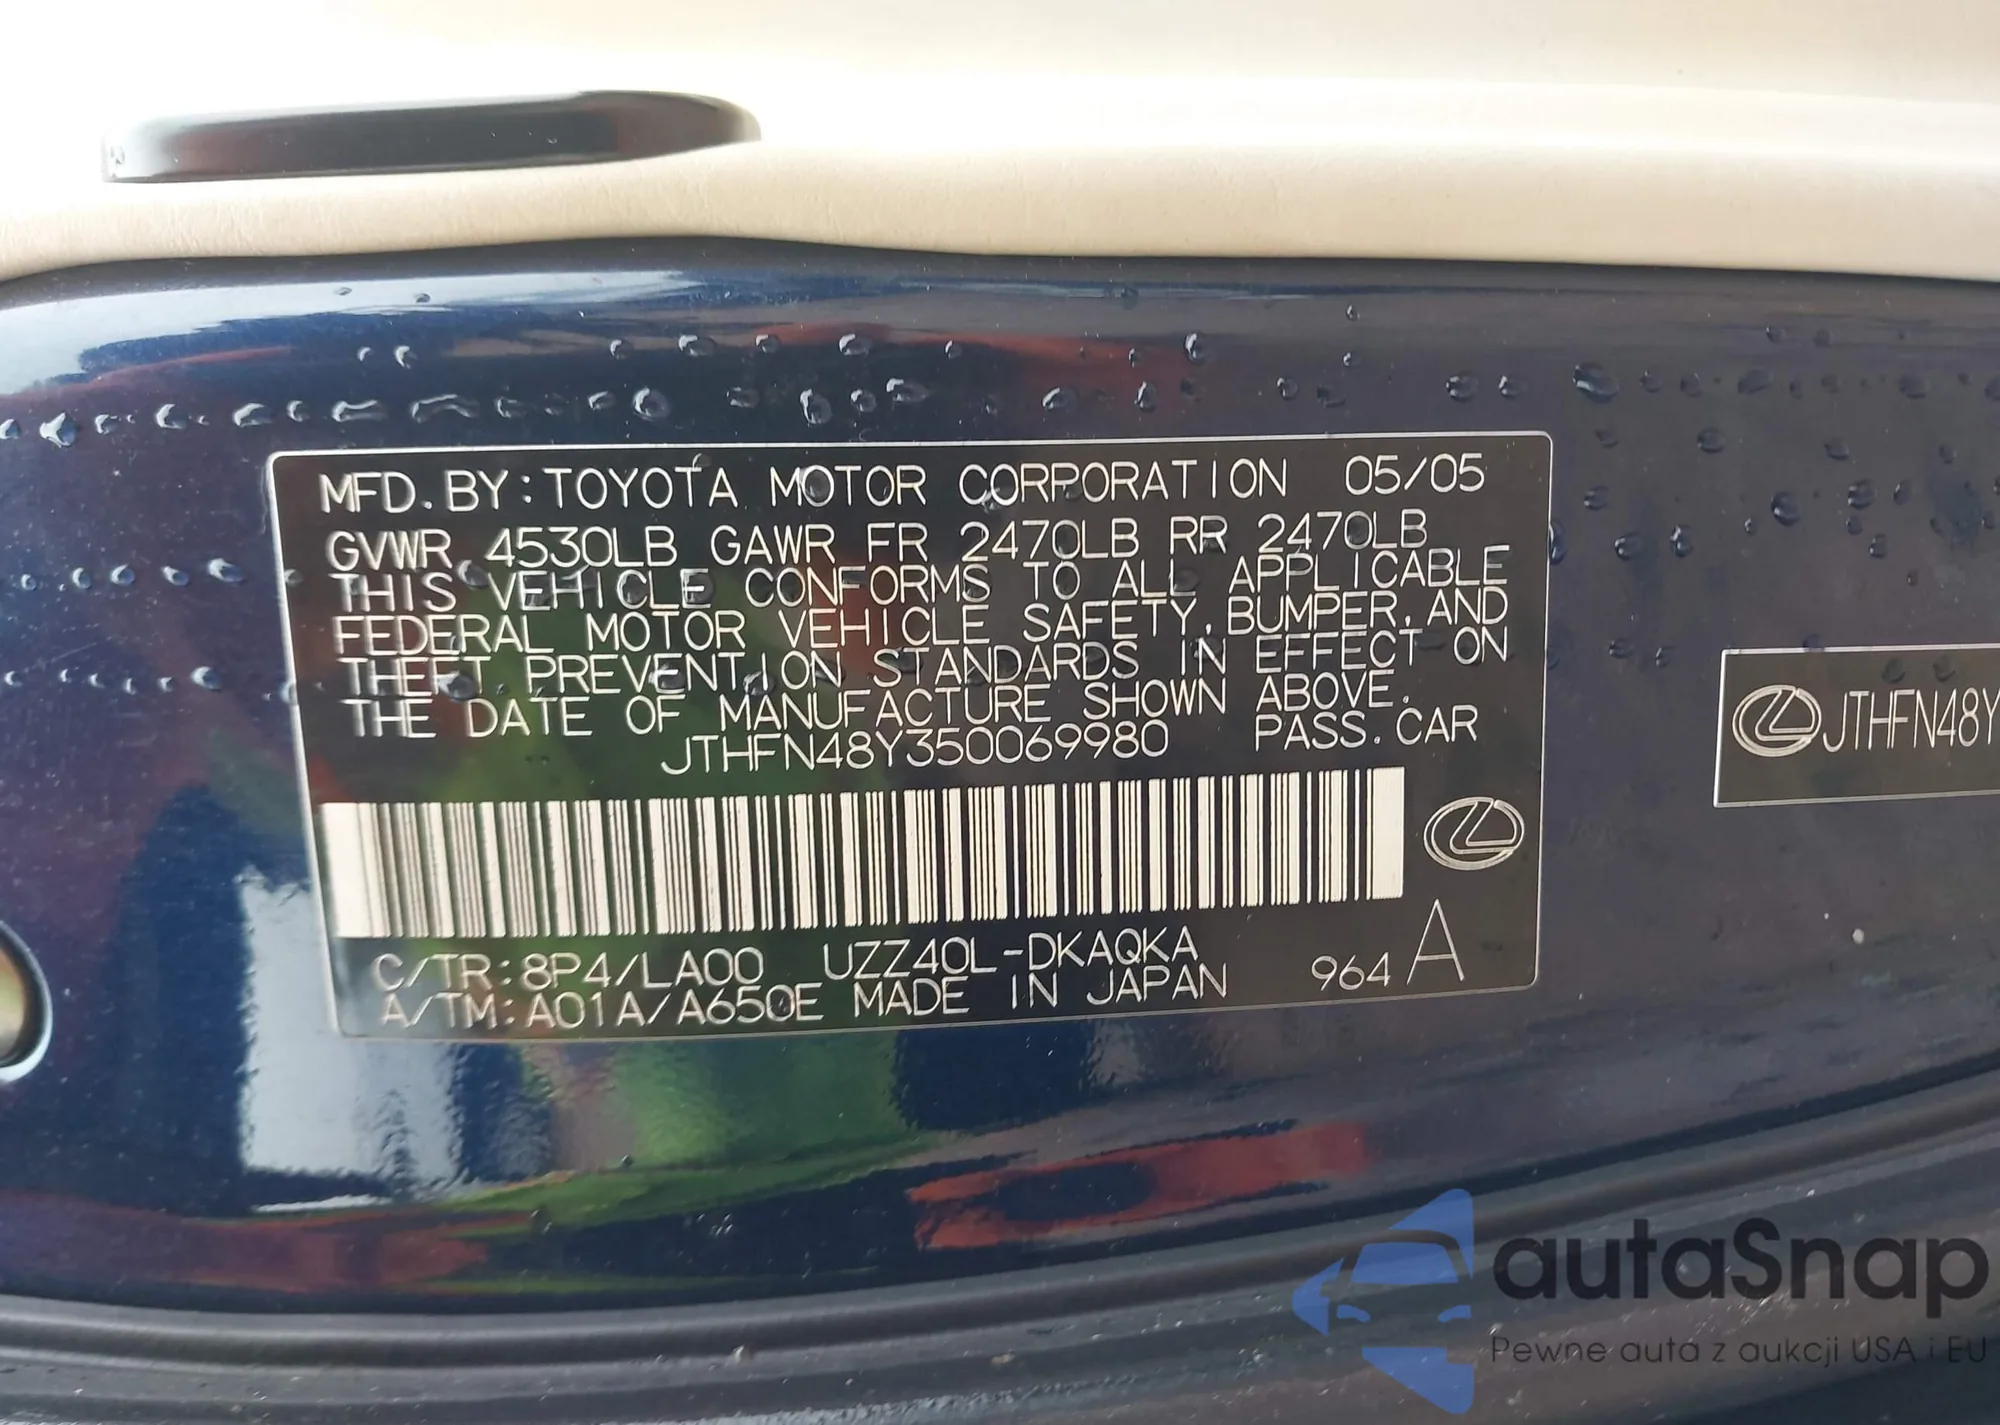 MFD. BY: TOYOTA MOTOR CORPORATION 05/05
GVWR 4530LB GAWR FR 2470LB RR 2470LB
THIS VEHICLE CONFORMS TO ALL APPLICABLE
FEDERAL MOTOR VEHICLE SAFETY, BUMPER, AND
THEFT PREVENTION STANDARDS IN EFFECT ON
THE DATE OF MANUFACTURE SHOWN ABOVE.
JTHFN48Y350069980 PASS. CAR
C/TR: 8P4/LA00 UZZ40L-DKAQKA
A/TM: A01A/A650E MADE IN JAPAN 964 A
JTHFN48Y
autaSnap
Pewne auta z aukcji USA i EU